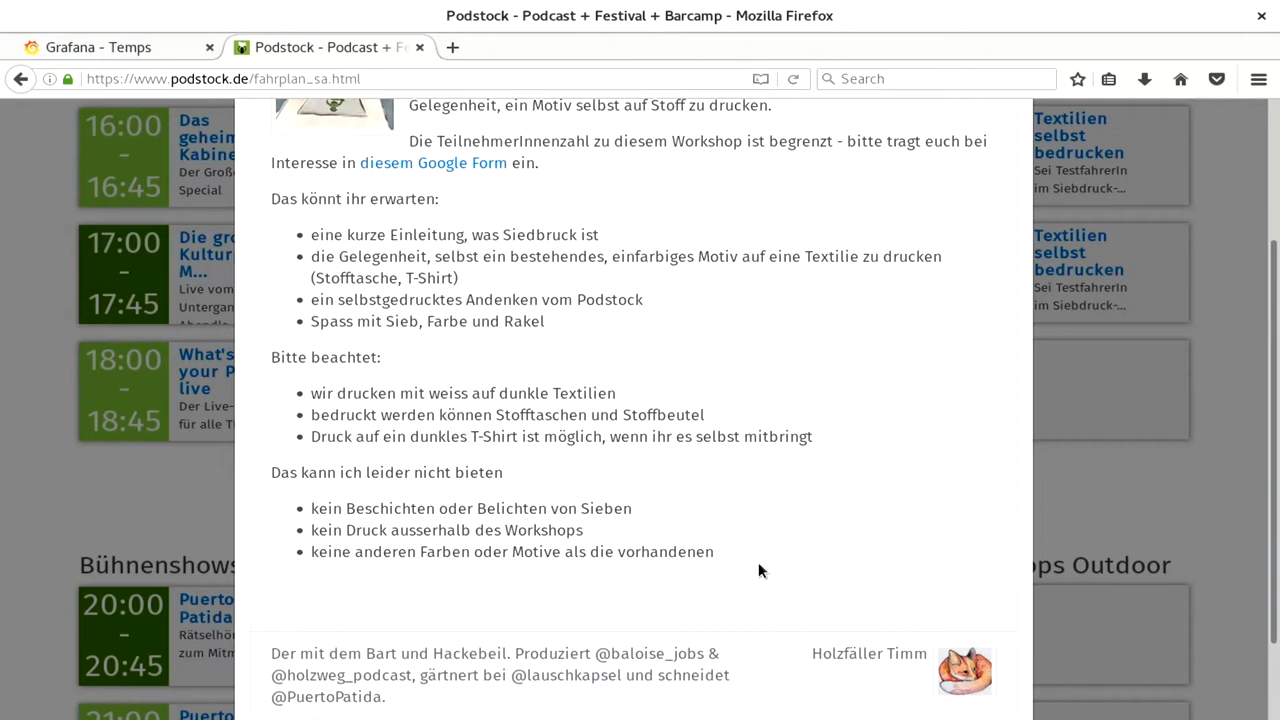 Podstock - Podcast + Festival + Barcamp - Mozilla Firefox
Grafana - Temps
Podstock - Podcast + Fe
https://www.podstock.de/fahrplan_sa.html
Search
Gelegenheit, ein Motiv selbst auf Stoff zu drucken.
Die TeilnehmerInnenzahl zu diesem Workshop ist begrenzt - bitte tragt euch bei
Interesse in diesem Google Form ein.
Das könnt ihr erwarten:
• eine kurze Einleitung, was Siedbruck ist
• die Gelegenheit, selbst ein bestehendes, einfarbiges Motiv auf eine Textilie zu drucken
(Stofftasche, T-Shirt)
• ein selbstgedrucktes Andenken vom Podstock
• Spass mit Sieb, Farbe und Rakel
Bitte beachtet:
• wir drucken mit weiss auf dunkle Textilien
• bedruckt werden können Stofftaschen und Stoffbeutel
• Druck auf ein dunkles T-Shirt ist möglich, wenn ihr es selbst mitbringt
Das kann ich leider nicht bieten
• kein Beschichten oder Belichten von Sieben
• kein Druck ausserhalb des Workshops
• keine anderen Farben oder Motive als die vorhandenen
Der mit dem Bart und Hackebeil. Produziert @baloise_jobs &
@holzweg_podcast, gärtnert bei @lauschkapsel und schneidet
@PuertoPatida.
Holzfäller Timm
16:00
–
16:45
Das
geheim
Kabine
Der Groß
Special
17:00
–
17:45
Die gro
Kultur
M...
Live vom
Untergan
18:00
–
18:45
What's
your P
live
Der Live-
für alle T
Bühnenshows
20:00
–
20:45
Puerto
Patida
Rätselhör
zum Mitm
21:00
Puerto
Textilien
selbst
bedrucken
Sei TestfahrerIn
im Siebdruck-...
Textilien
selbst
bedrucken
Sei TestfahrerIn
im Siebdruck-...
ops Outdoor